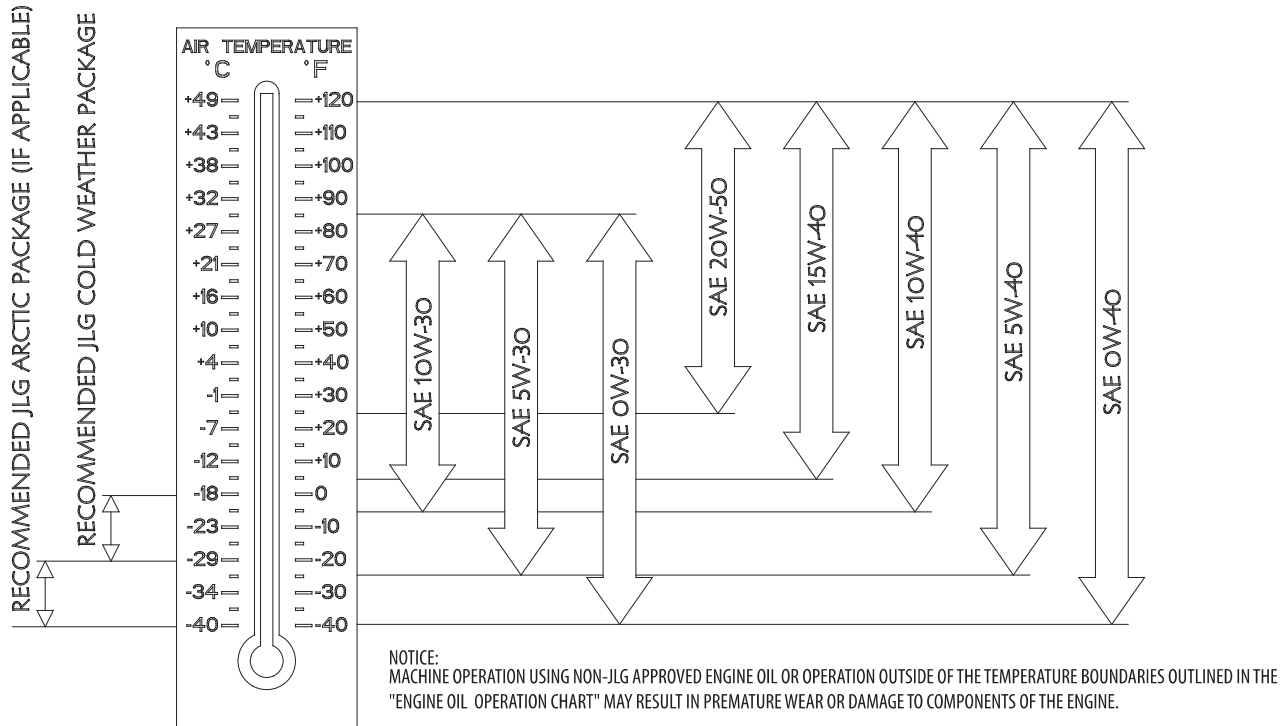 RECOMMENDED JLG ARCTIC PACKAGE (IF APPLICABLE)
RECOMMENDED JLG COLD WEATHER PACKAGE
AIR TEMPERATURE
°C °F
+49 +120
+43 +110
+38 +100
+32 +90
+27 +80
+21 +70
+16 +60
+10 +50
+4 +40
-1 +30
-7 +20
-12 +10
-18 0
-23 -10
-29 -20
-34 -30
-40 -40
SAE 10W-30
SAE 5W-30
SAE 0W-30
SAE 20W-50
SAE 15W-40
SAE 10W-40
SAE 5W-40
SAE 0W-40
NOTICE:
MACHINE OPERATION USING NON-JLG APPROVED ENGINE OIL OR OPERATION OUTSIDE OF THE TEMPERATURE BOUNDARIES OUTLINED IN THE
"ENGINE OIL OPERATION CHART" MAY RESULT IN PREMATURE WEAR OR DAMAGE TO COMPONENTS OF THE ENGINE.